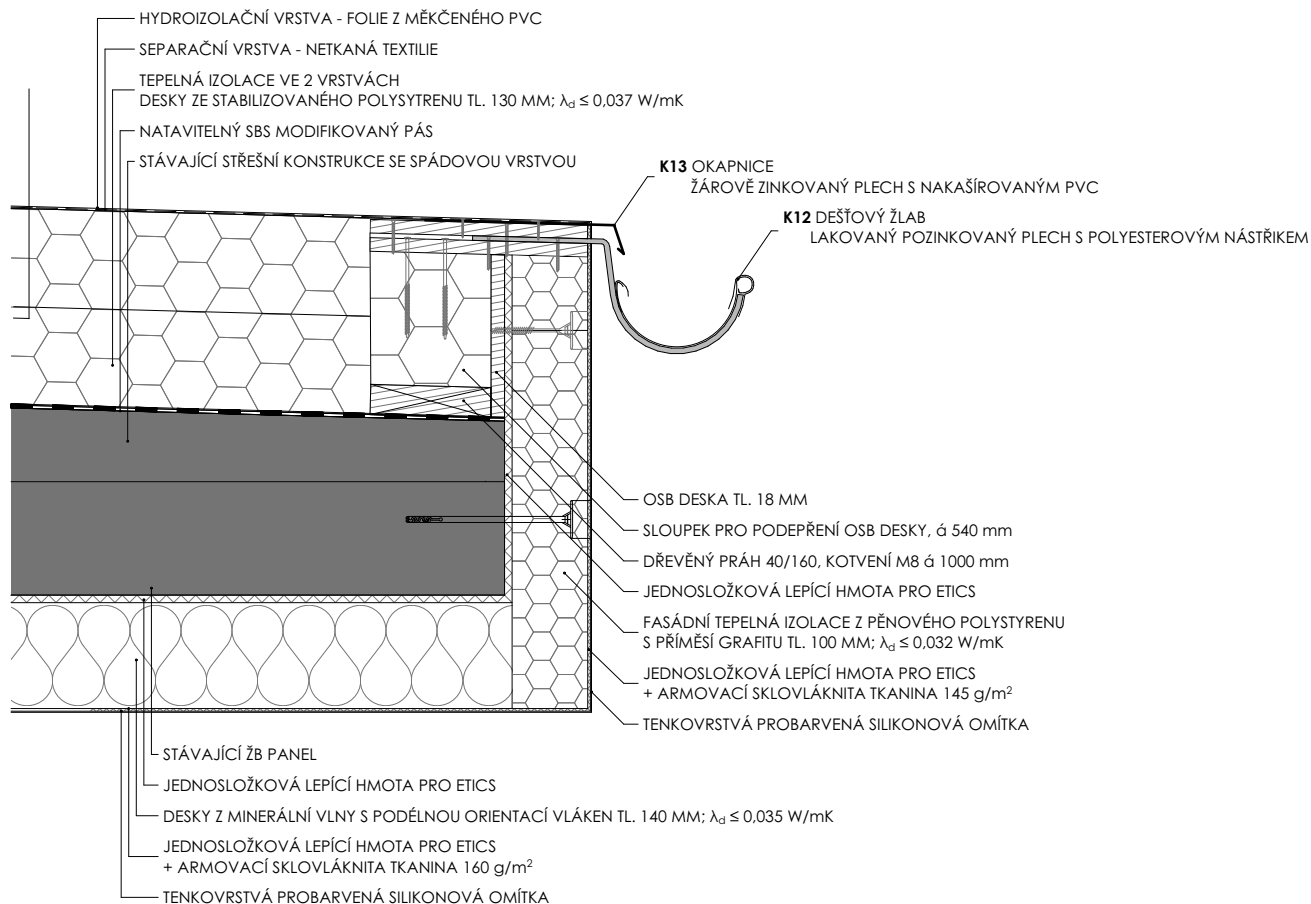 HYDROIZOLAČNÍ VRSTVA - FOLIE Z MĚKČENÉHO PVC
SEPARAČNÍ VRSTVA - NETKANÁ TEXTILIE
TEPELNÁ IZOLACE VE 2 VRSTVÁCH
DESKY ZE STABILIZOVANÉHO POLYSYTRENU TL. 130 MM; λd ≤ 0,037 W/mK
NATAVITELNÝ SBS MODIFIKOVANÝ PÁS
STÁVAJÍCÍ STŘEŠNÍ KONSTRUKCE SE SPÁDOVOU VRSTVOU
K13 OKAPNICE
ŽÁROVĚ ZINKOVANÝ PLECH S NAKAŠÍROVANÝM PVC
K12 DEŠŤOVÝ ŽLAB
LAKOVANÝ POZINKOVANÝ PLECH S POLYESTEROVÝM NÁSTŘIKEM
OSB DESKA TL. 18 MM
SLOUPEK PRO PODEPŘENÍ OSB DESKY, á 540 mm
DŘEVĚNÝ PRÁH 40/160, KOTVENÍ M8 á 1000 mm
JEDNOSLOŽKOVÁ LEPÍCÍ HMOTA PRO ETICS
FASÁDNÍ TEPELNÁ IZOLACE Z PĚNOVÉHO POLYSTYRENU
S PŘÍMĚSÍ GRAFITU TL. 100 MM; λd ≤ 0,032 W/mK
JEDNOSLOŽKOVÁ LEPÍCÍ HMOTA PRO ETICS
+ ARMOVACÍ SKLOVLÁKNITA TKANINA 145 g/m²
TENKOVRSTVÁ PROBARVENÁ SILIKONOVÁ OMÍTKA
STÁVAJÍCÍ ŽB PANEL
JEDNOSLOŽKOVÁ LEPÍCÍ HMOTA PRO ETICS
DESKY Z MINERÁLNÍ VLNY S PODÉLNOU ORIENTACÍ VLÁKEN TL. 140 MM; λd ≤ 0,035 W/mK
JEDNOSLOŽKOVÁ LEPÍCÍ HMOTA PRO ETICS
+ ARMOVACÍ SKLOVLÁKNITA TKANINA 160 g/m²
TENKOVRSTVÁ PROBARVENÁ SILIKONOVÁ OMÍTKA